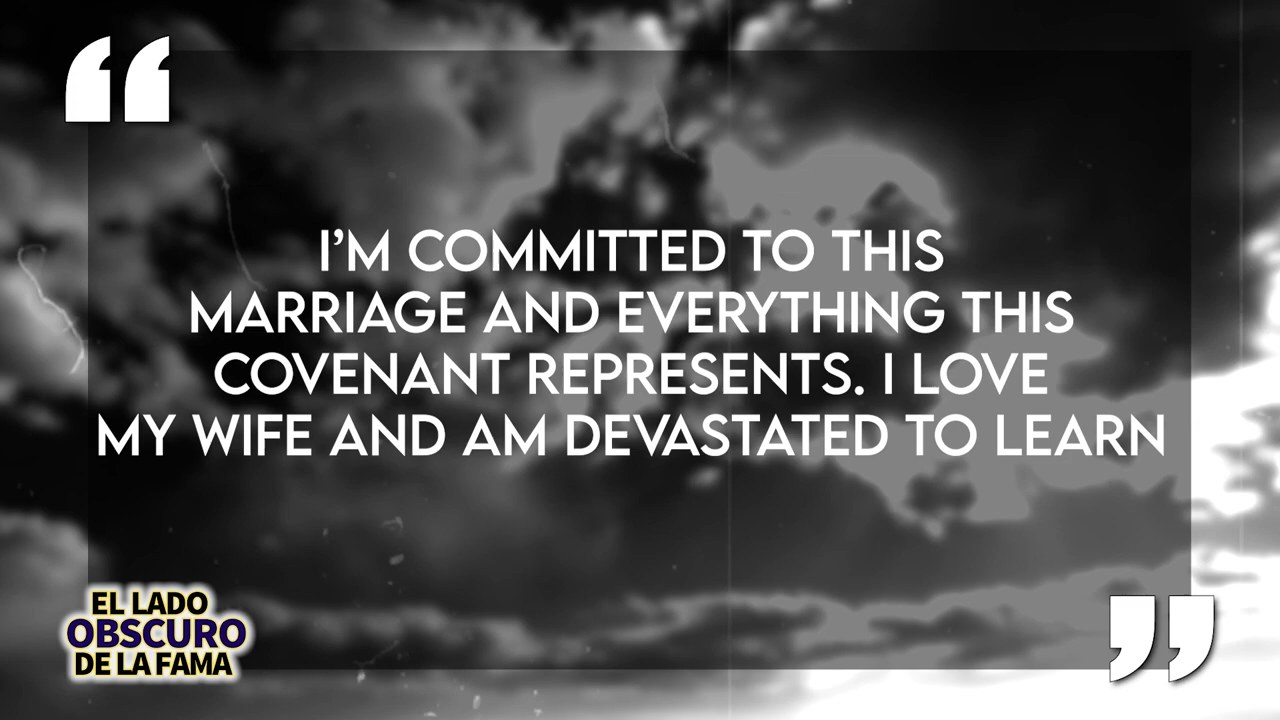 I'M COMMITTED TO THIS
MARRIAGE AND EVERYTHING THIS
COVENANT REPRESENTS. I LOVE
MY WIFE AND AM DEVASTATED TO LEARN
EL LADO
OBSCURO
DE LA FAMA